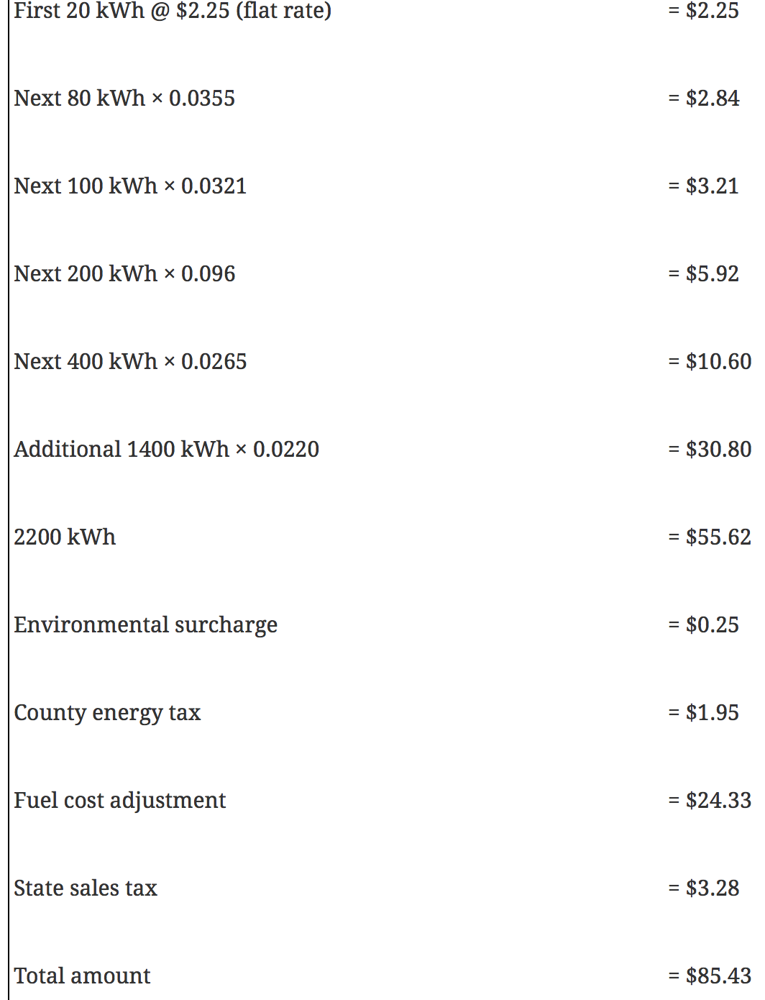 First 20 kWh @ $2.25 (flat rate) = $2.25
Next 80 kWh × 0.0355 = $2.84
Next 100 kWh × 0.0321 = $3.21
Next 200 kWh × 0.096 = $5.92
Next 400 kWh × 0.0265 = $10.60
Additional 1400 kWh × 0.0220 = $30.80
2200 kWh = $55.62
Environmental surcharge = $0.25
County energy tax = $1.95
Fuel cost adjustment = $24.33
State sales tax = $3.28
Total amount = $85.43